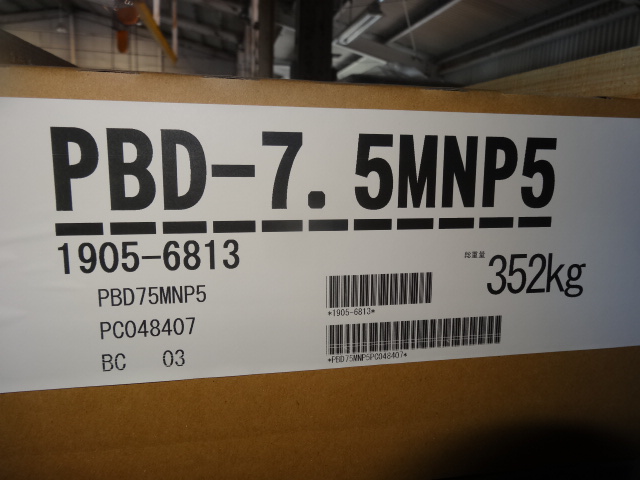 PBD-7.5MNP5
1905-6813
総重量 352kg
PBD75MNP5
PC048407
BC 03
*1905-6813*
*PBD75MNP5PC048407*